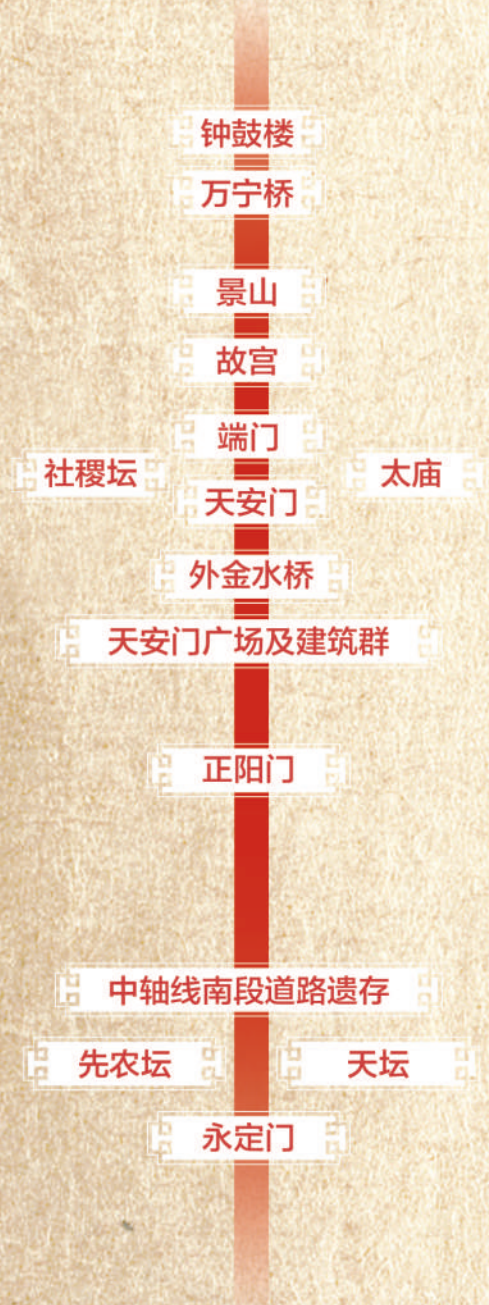 钟鼓楼
万宁桥
景山
故宫
端门
社稷坛
太庙
天安门
外金水桥
天安门广场及建筑群
正阳门
中轴线南段道路遗存
先农坛
天坛
永定门